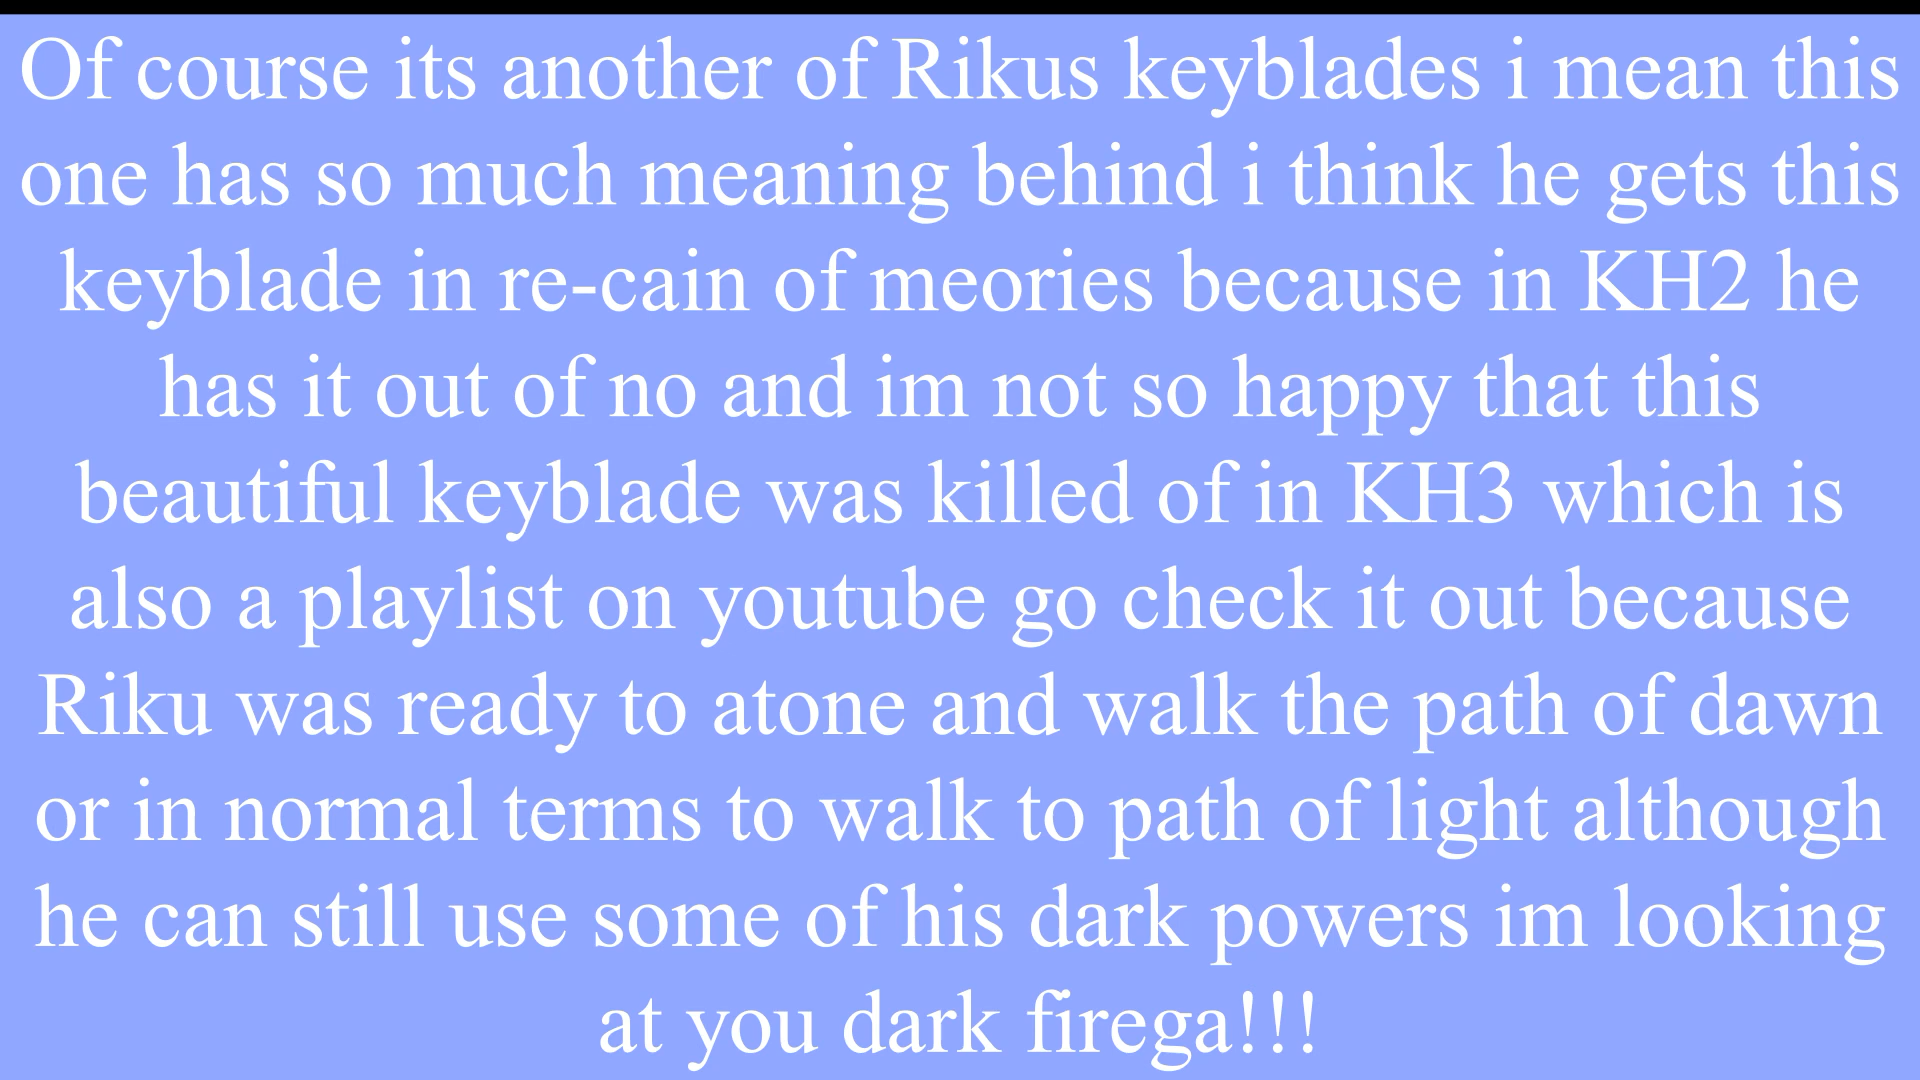 Of course its another of Rikus keyblades i mean this
one has so much meaning behind i think he gets this
keyblade in re-cain of meories because in KH2 he
has it out of no and im not so happy that this
beautiful keyblade was killed of in KH3 which is
also a playlist on youtube go check it out because
Riku was ready to atone and walk the path of dawn
or in normal terms to walk to path of light although
he can still use some of his dark powers im looking
at you dark firega!!!